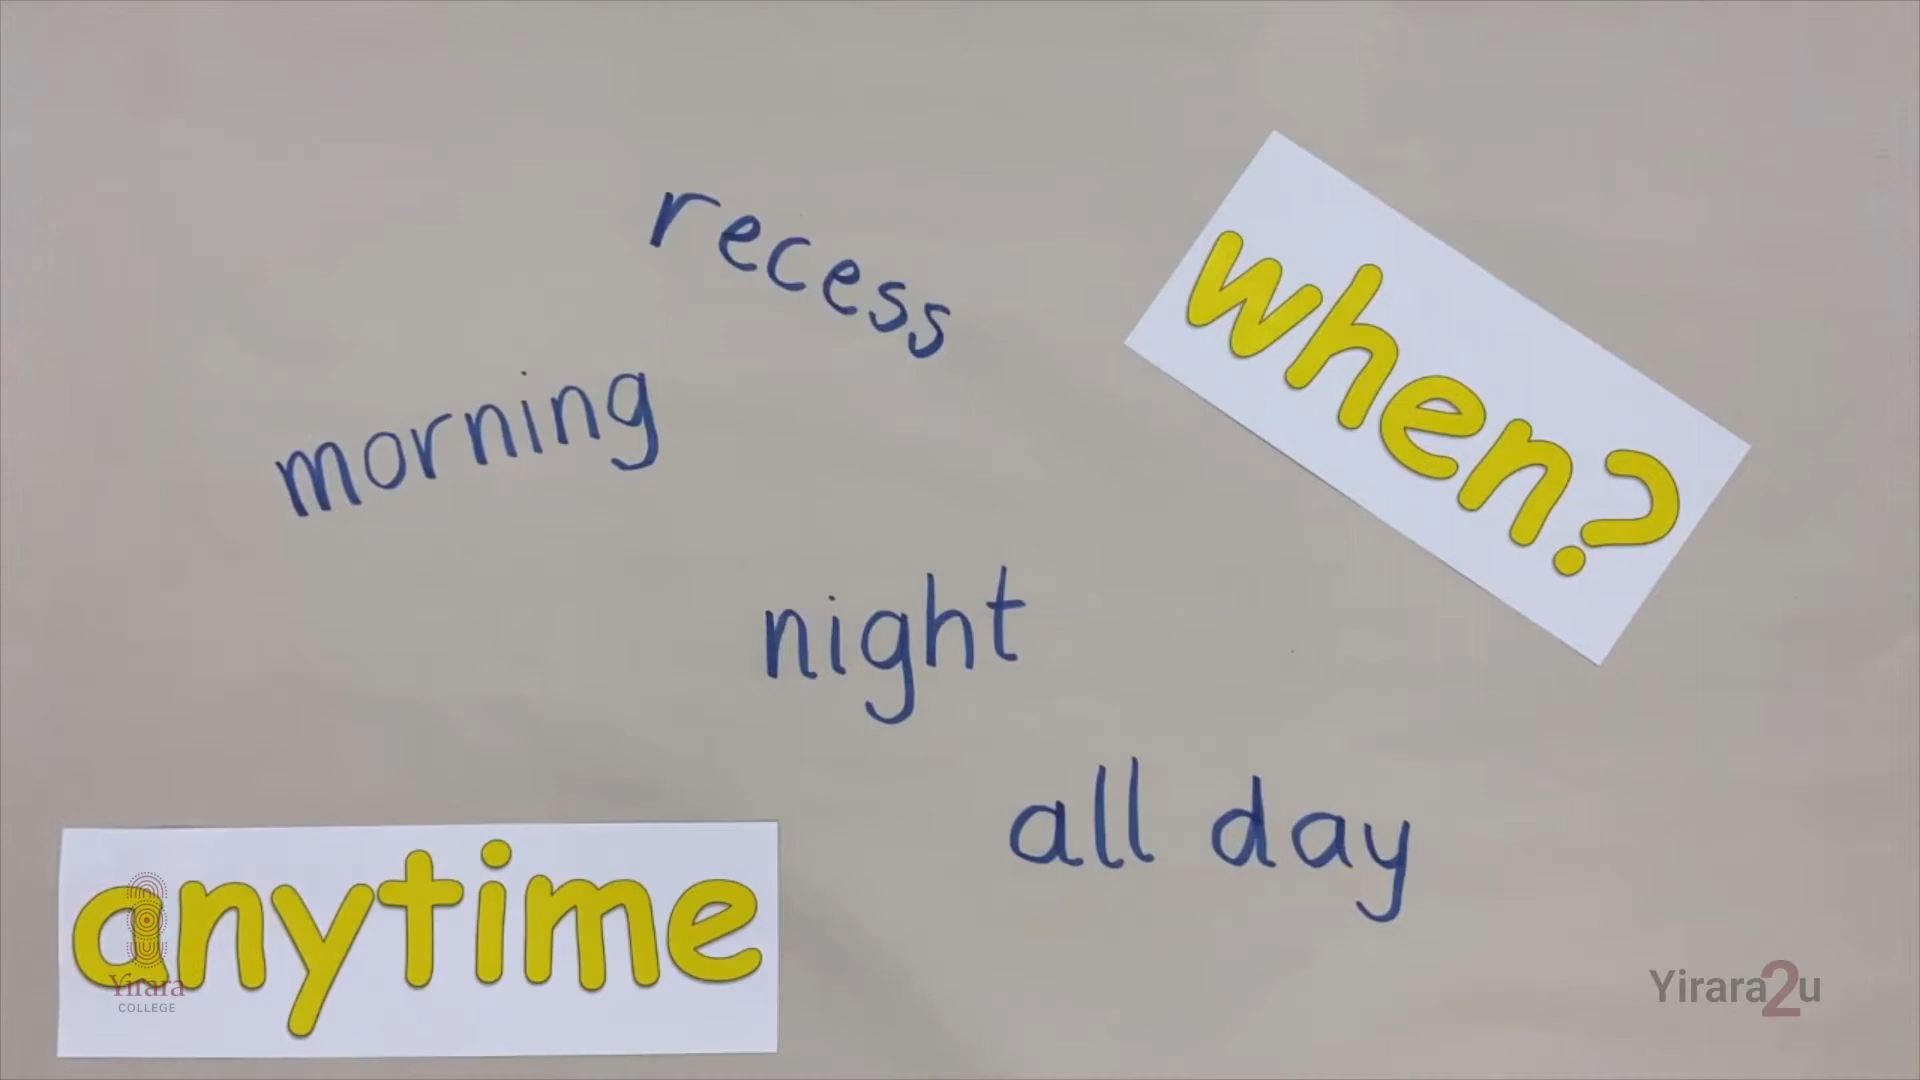 recess
when?
morning
night
all day
anytime
Yirara
COLLEGE
Yirara2u